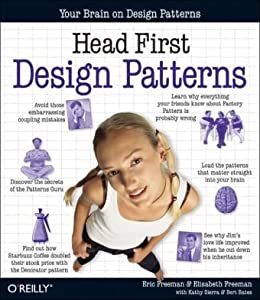 Your Brain on Design Patterns
Head First
Design Patterns
Avoid those
embarrassing
coupling mistakes
Learn why everything
your friends know about Factory
Pattern is
probably wrong
Discover the secrets
of the Patterns Guru
Load the patterns
that matter straight
into your brain
Find out how
Starbuzz Coffee doubled
their stock price with
the Decorator pattern
See why Jim's
love life improved
when he cut down
his inheritance
O'REILLY®
Eric Freeman & Elisabeth Freeman
with Kathy Sierra & Bert Bates